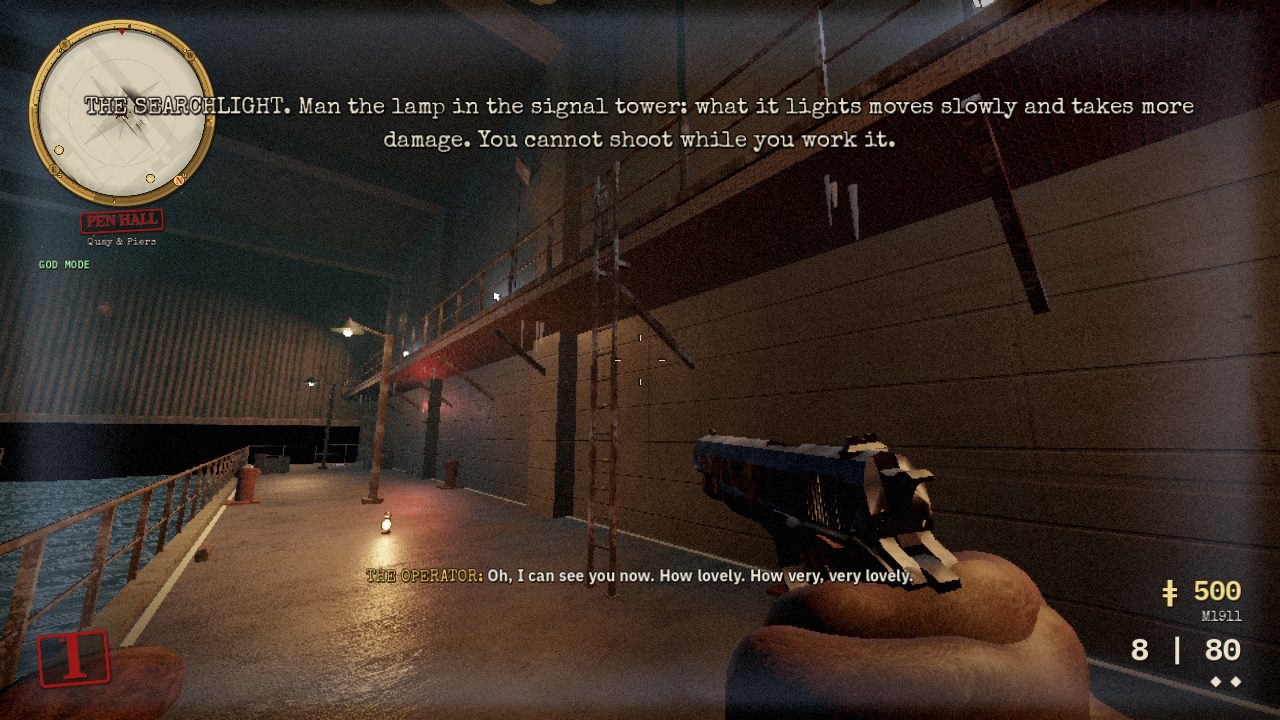 THE SEARCHLIGHT. Man the lamp in the signal tower: what it lights moves slowly and takes more
damage. You cannot shoot while you work it.
PEN HALL
Quay & Piers
GOD MODE
THE OPERATOR: Oh, I can see you now. How lovely. How very, very lovely.
500
M1911
8 | 80
I